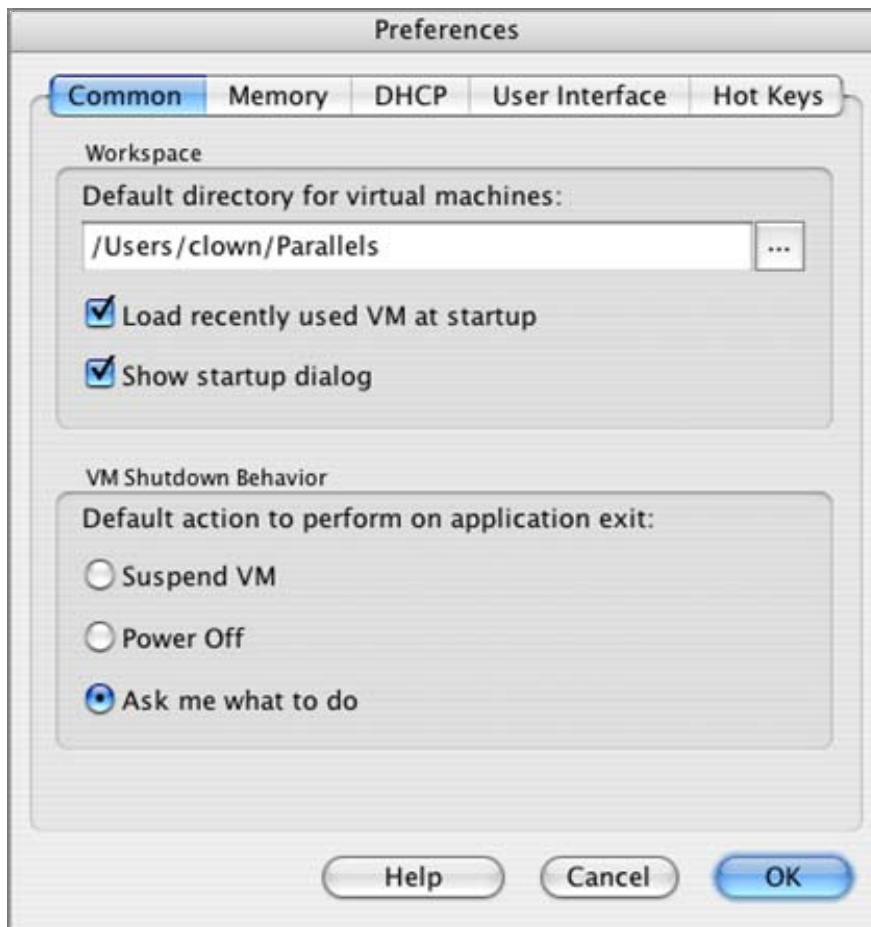 Preferences
Common Memory DHCP User Interface Hot Keys
Workspace
Default directory for virtual machines:
/Users/clown/Parallels ...
Load recently used VM at startup
Show startup dialog
VM Shutdown Behavior
Default action to perform on application exit:
Suspend VM
Power Off
Ask me what to do
Help Cancel OK